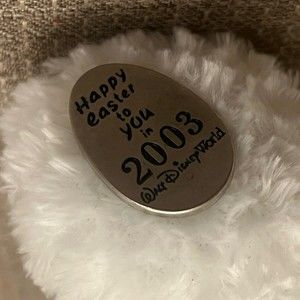 Happy
easter
to
you
in
2003
Walt Disney World